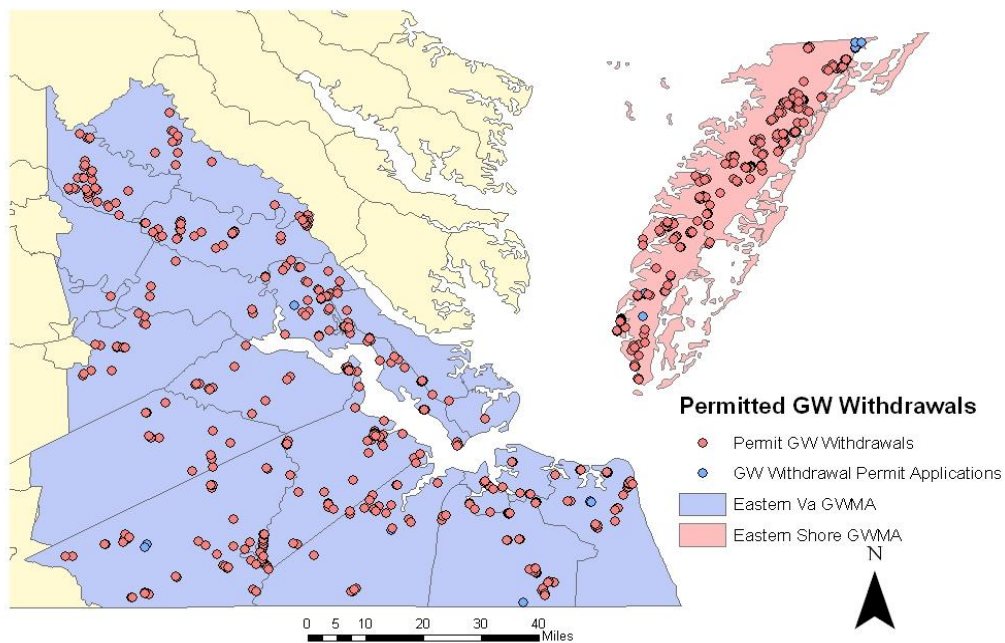 Permitted GW Withdrawals
Permit GW Withdrawals
GW Withdrawal Permit Applications
Eastern Va GWMA
Eastern Shore GWMA
N
0 5 10 20 30 40
Miles